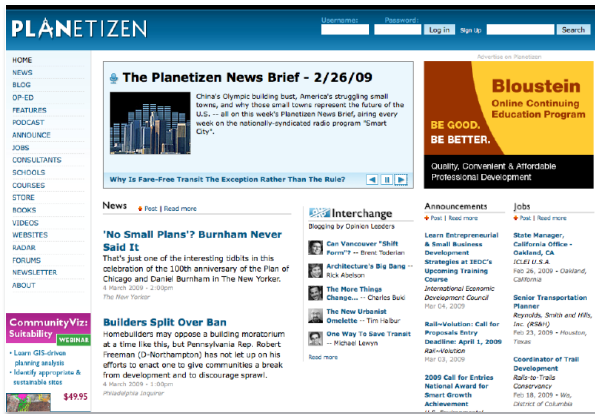 PLANETIZEN
Username:
Password:
Log in
Sign Up
Search
HOME
NEWS
BLOG
OP-ED
FEATURES
PODCAST
ANNOUNCE
JOBS
CONSULTANTS
SCHOOLS
COURSES
STORE
BOOKS
VIDEOS
WEBSITES
RADAR
FORUMS
NEWSLETTER
ABOUT
CommunityViz:
Suitability
WEBINAR
• Learn GIS-driven
planning analysis
• Identify appropriate &
sustainable sites
$49.95
The Planetizen News Brief - 2/26/09
China's Olympic building bust, America's struggling small
towns, and why those small towns represent the future of the
U.S. -- all on this week's Planetizen News Brief, airing every
week on the nationally-syndicated radio program "Smart
City".
Why Is Fare-Free Transit The Exception Rather Than The Rule?
Advertise on Planetizen
Bloustein
Online Continuing
Education Program
BE GOOD.
BE BETTER.
Quality, Convenient & Affordable
Professional Development
News
Post | Read more
'No Small Plans'? Burnham Never
Said It
That's just one of the interesting tidbits in this
celebration of the 100th anniversary of the Plan of
Chicago and Daniel Burnham in The New Yorker.
4 March 2009 - 2:00pm
The New Yorker
Builders Split Over Ban
Homebuilders may oppose a building moratorium
at a time like this, but Pennsylvania Rep. Robert
Freeman (D-Northampton) has not let up on his
efforts to enact one to give communities a break
from development and to discourage sprawl.
4 March 2009 - 1:00pm
Philadelphia Inquirer
Interchange
Blogging by Opinion Leaders
Can Vancouver "Shift
Form"? -- Brent Toderian
Architecture's Big Bang --
Rick Abelson
The More Things
Change... -- Charles Buki
The New Urbanist
Omelette -- Tim Halbur
One Way To Save Transit
-- Michael Lewyn
Read more
Announcements
Post | Read more
Learn Entrepreneurial
& Small Business
Development
Strategies at IEDC's
Upcoming Training
Course
International Economic
Development Council
Mar 04, 2009
Rail~Volution: Call for
Proposals Entry
Deadline: April 1, 2009
Rail~Volution
Mar 03, 2009
2009 Call for Entries
National Award for
Smart Growth
Achievement
Jobs
Post | Read more
State Manager,
California Office -
Oakland, CA
ICLEI U.S.A.
Feb 26, 2009 - Oakland,
California
Senior Transportation
Planner
Reynolds, Smith and Hills,
Inc. (RS&H)
Feb 23, 2009 - Houston,
Texas
Coordinator of Trail
Development
Rails-to-Trails
Conservancy
Feb 18, 2009 - Wa,
District of Columbia